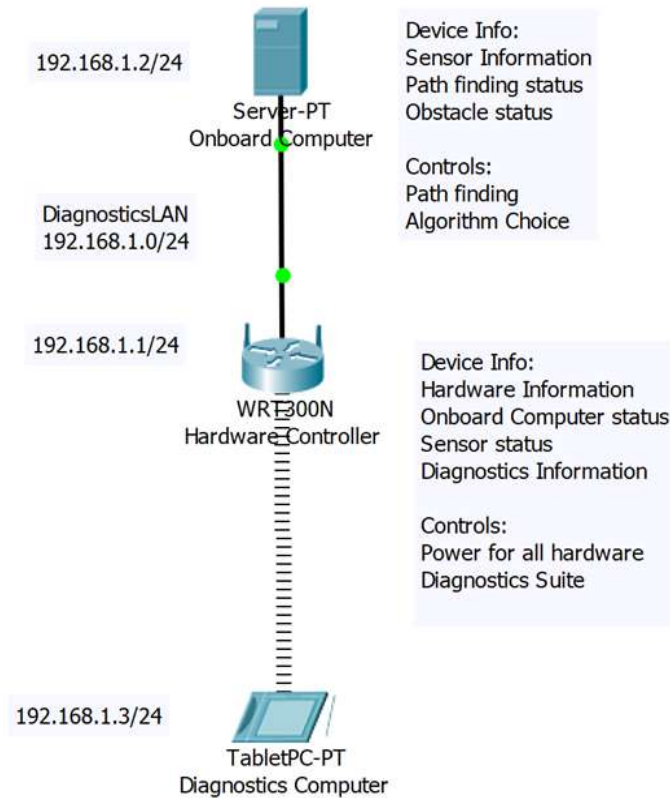 192.168.1.2/24
Server-PT
Onboard Computer
Device Info:
Sensor Information
Path finding status
Obstacle status
Controls:
Path finding
Algorithm Choice
DiagnosticsLAN
192.168.1.0/24
192.168.1.1/24
WRT300N
Hardware Controller
Device Info:
Hardware Information
Onboard Computer status
Sensor status
Diagnostics Information
Controls:
Power for all hardware
Diagnostics Suite
192.168.1.3/24
TabletPC-PT
Diagnostics Computer